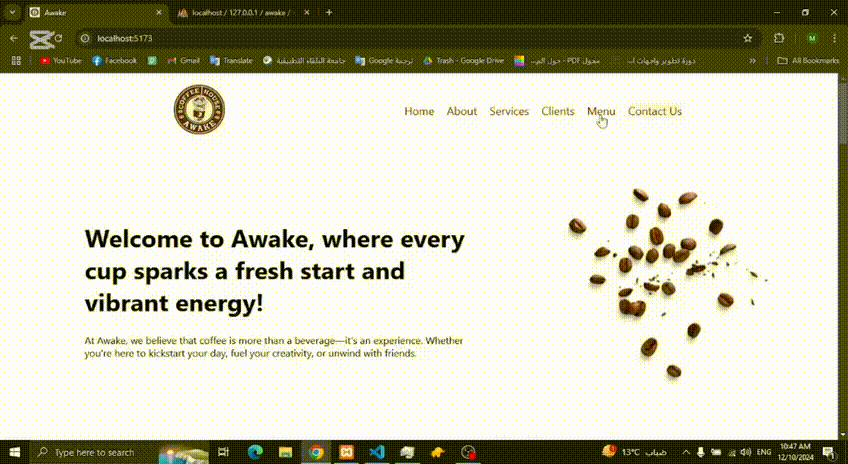 Awake
localhost / 127.0.0.1 / awake /
localhost:5173
M
YouTube
Facebook
Gmail
Translate
جامعة البلقاء التطبيقية
Google ترجمة
Trash - Google Drive
محول PDF - حول الم...
دورة تطوير واجهات ا...
All Bookmarks
COFFEE HOUSE
AWAKE
Home
About
Services
Clients
Menu
Contact Us
Welcome to Awake, where every
cup sparks a fresh start and
vibrant energy!
At Awake, we believe that coffee is more than a beverage—it's an experience. Whether
you're here to kickstart your day, fuel your creativity, or unwind with friends.
Type here to search
13°C ضباب
ENG
10:47 AM
12/10/2024